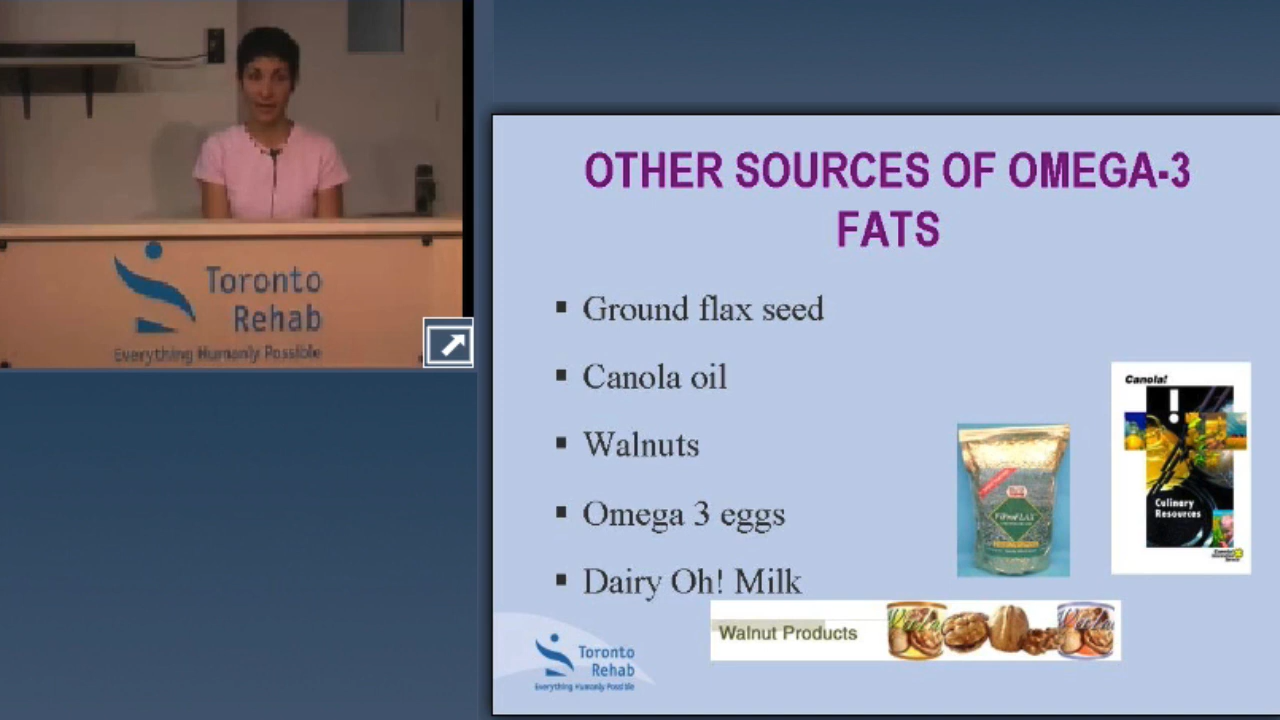 Toronto
Rehab
Everything Humanly Possible
OTHER SOURCES OF OMEGA-3
FATS
Ground flax seed
Canola oil
Walnuts
Omega 3 eggs
Dairy Oh! Milk
Canola!
Culinary
Resources
Walnut Products
Toronto
Rehab
Everything Humanly Possible